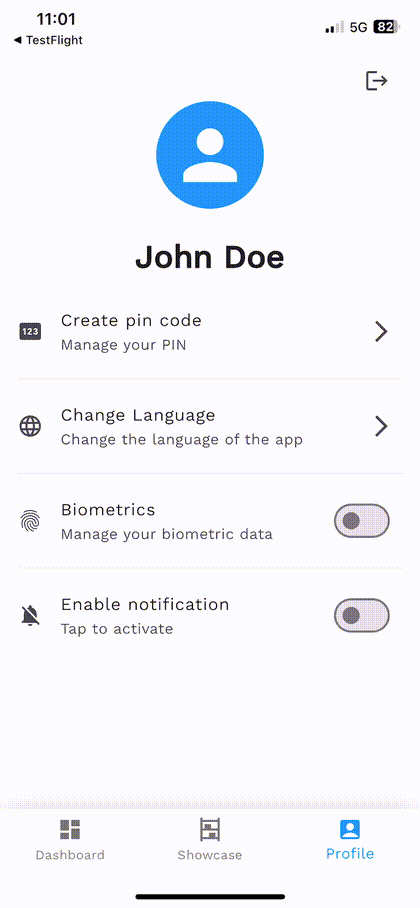 11:01
5G 82
◀ TestFlight
John Doe
123
Create pin code
Manage your PIN
Change Language
Change the language of the app
Biometrics
Manage your biometric data
Enable notification
Tap to activate
Dashboard
Showcase
Profile